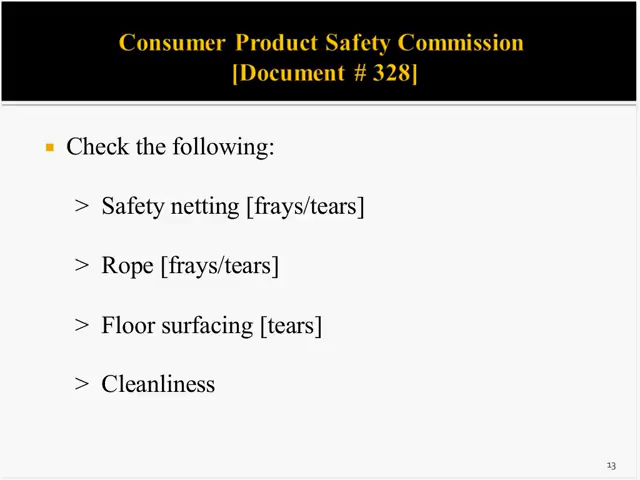 Consumer Product Safety Commission
[Document # 328]
Check the following:
> Safety netting [frays/tears]
> Rope [frays/tears]
> Floor surfacing [tears]
> Cleanliness
13